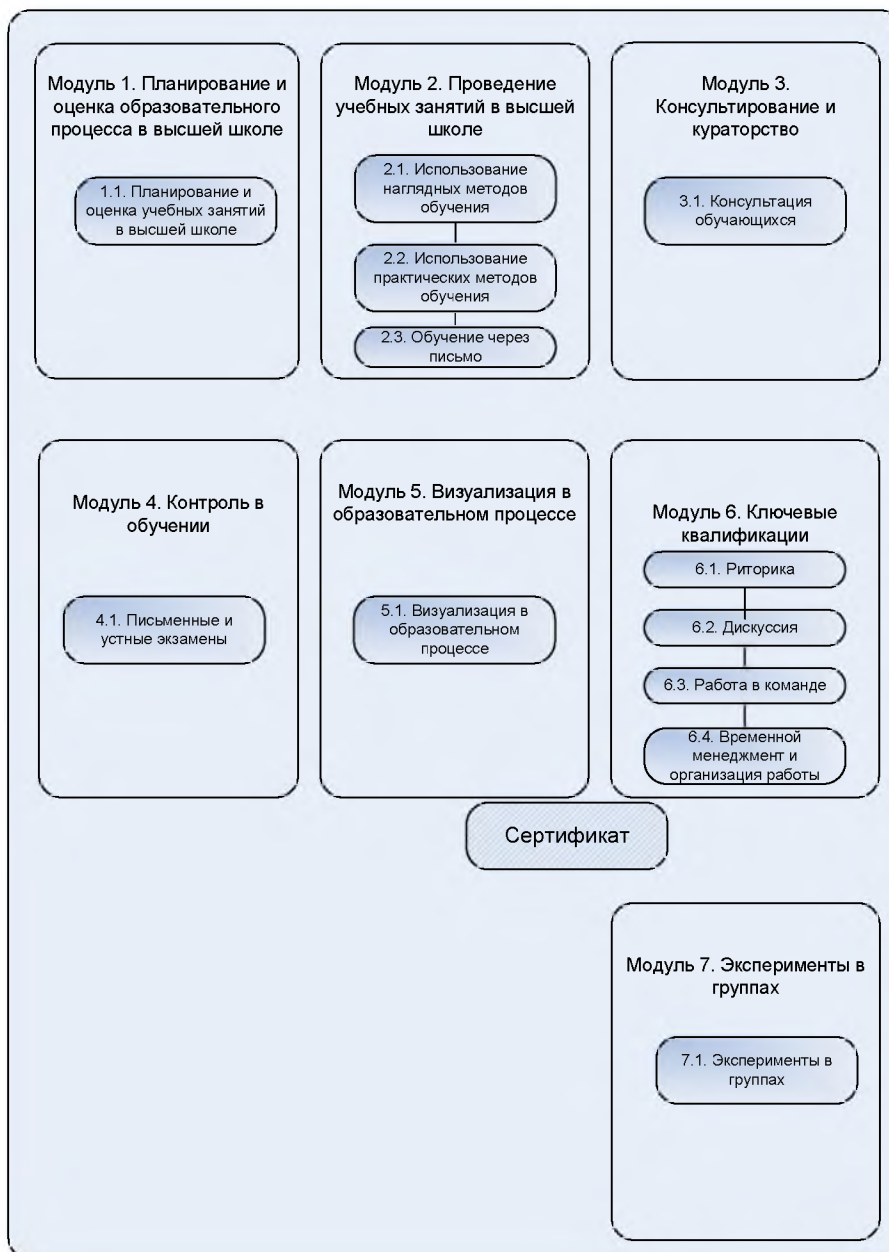 Модуль 1. Планирование и
оценка образовательного
процесса в высшей школе
1.1. Планирование и
оценка учебных занятий
в высшей школе
Модуль 2. Проведение
учебных занятий в высшей
школе
2.1. Использование
наглядных методов
обучения
2.2. Использование
практических методов
обучения
2.3. Обучение через
письмо
Модуль 3.
Консультирование и
кураторство
3.1. Консультация
обучающихся
Модуль 4. Контроль в
обучении
4.1. Письменные и
устные экзамены
Модуль 5. Визуализация в
образовательном процессе
5.1. Визуализация в
образовательном
процессе
Модуль 6. Ключевые
квалификации
6.1. Риторика
6.2. Дискуссия
6.3. Работа в команде
6.4. Временной
менеджмент и
организация работы
Сертификат
Модуль 7. Эксперименты в
группах
7.1. Эксперименты в
группах